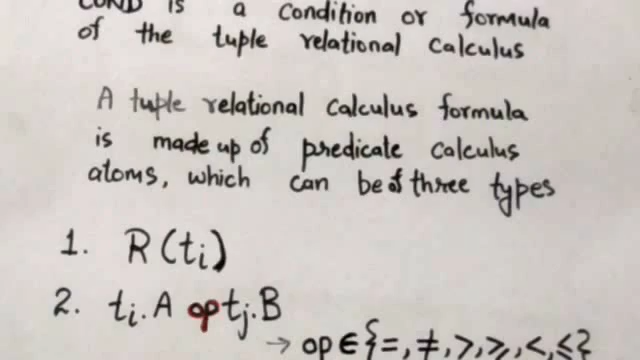 COND is a condition or formula
of the tuple relational calculus
A tuple relational calculus formula
is made up of predicate calculus
atoms, which can be of three types
1. R(ti)
2. ti.A op tj.B
→ op ∈ {=, ≠, >, ≥, <, ≤}